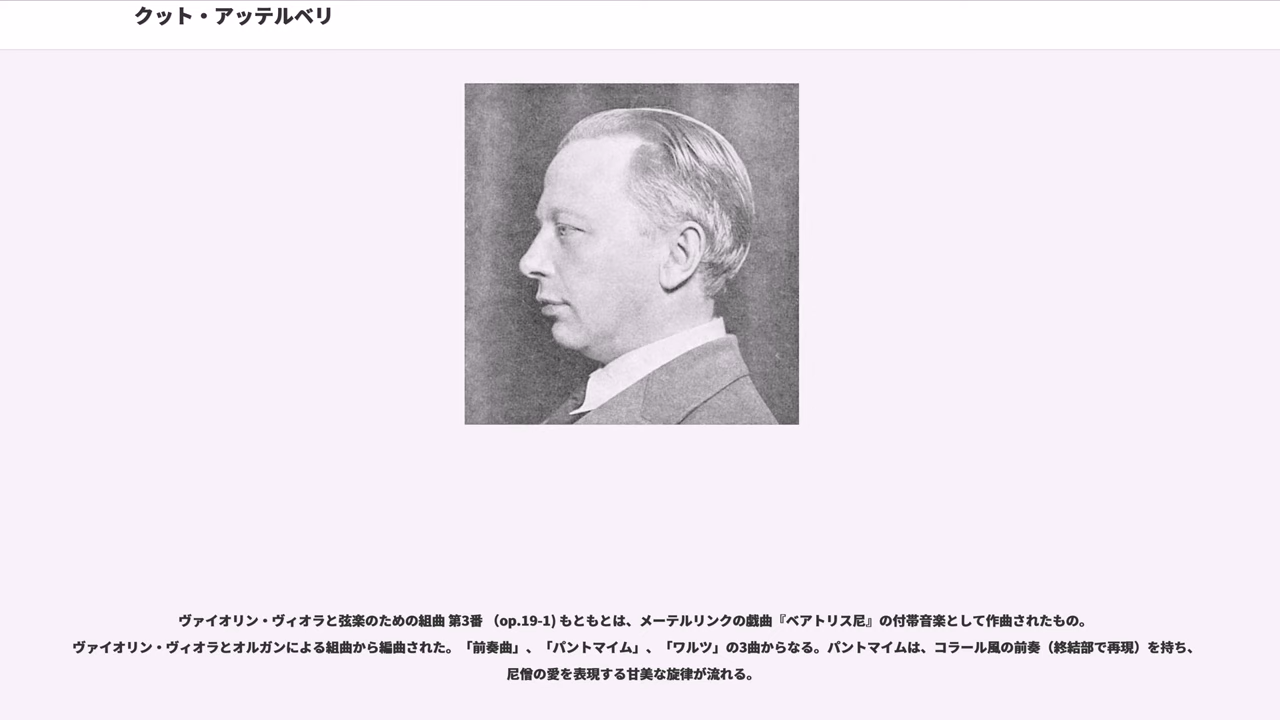 クット・アッテルベリ
ヴァイオリン・ヴィオラと弦楽のための組曲 第3番 （op.19-1) もともとは、メーテルリンクの戯曲『ベアトリス尼』の付帯音楽として作曲されたもの。
ヴァイオリン・ヴィオラとオルガンによる組曲から編曲された。「前奏曲」、「パントマイム」、「ワルツ」の3曲からなる。パントマイムは、コラール風の前奏（終結部で再現）を持ち、
尼僧の愛を表現する甘美な旋律が流れる。